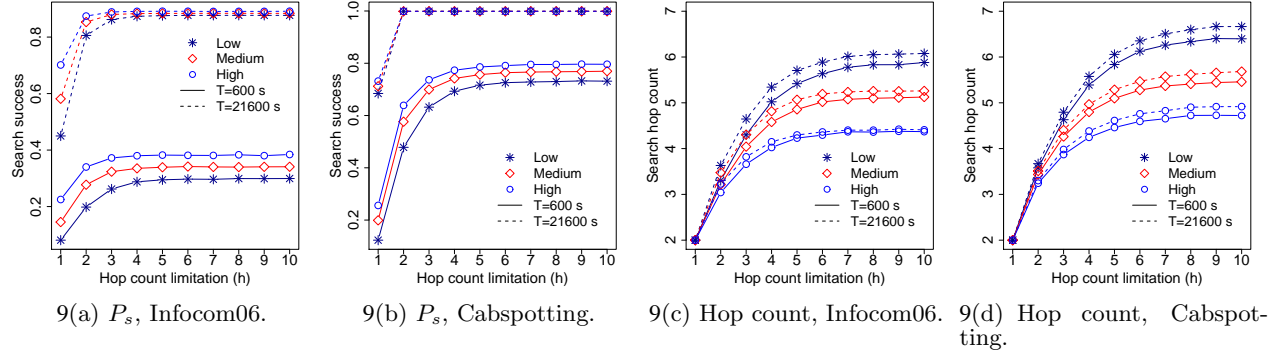 Search success
0.2 0.4 0.6 0.8
Low
Medium
High
T=600 s
T=21600 s
1 2 3 4 5 6 7 8 9 10
Hop count limitation (h)
9(a) Ps, Infocom06.
Search success
0.2 0.4 0.6 0.8 0.9 1.0
Low
Medium
High
T=600 s
T=21600 s
1 2 3 4 5 6 7 8 9 10
Hop count limitation (h)
9(b) Ps, Cabspotting.
Search hop count
2 3 4 5 6 7
Low
Medium
High
T=600 s
T=21600 s
1 2 3 4 5 6 7 8 9 10
Hop count limitation (h)
9(c) Hop count, Infocom06.
Search hop count
2 3 4 5 6 7
Low
Medium
High
T=600 s
T=21600 s
1 2 3 4 5 6 7 8 9 10
Hop count limitation (h)
9(d) Hop count, Cabspot-
ting.